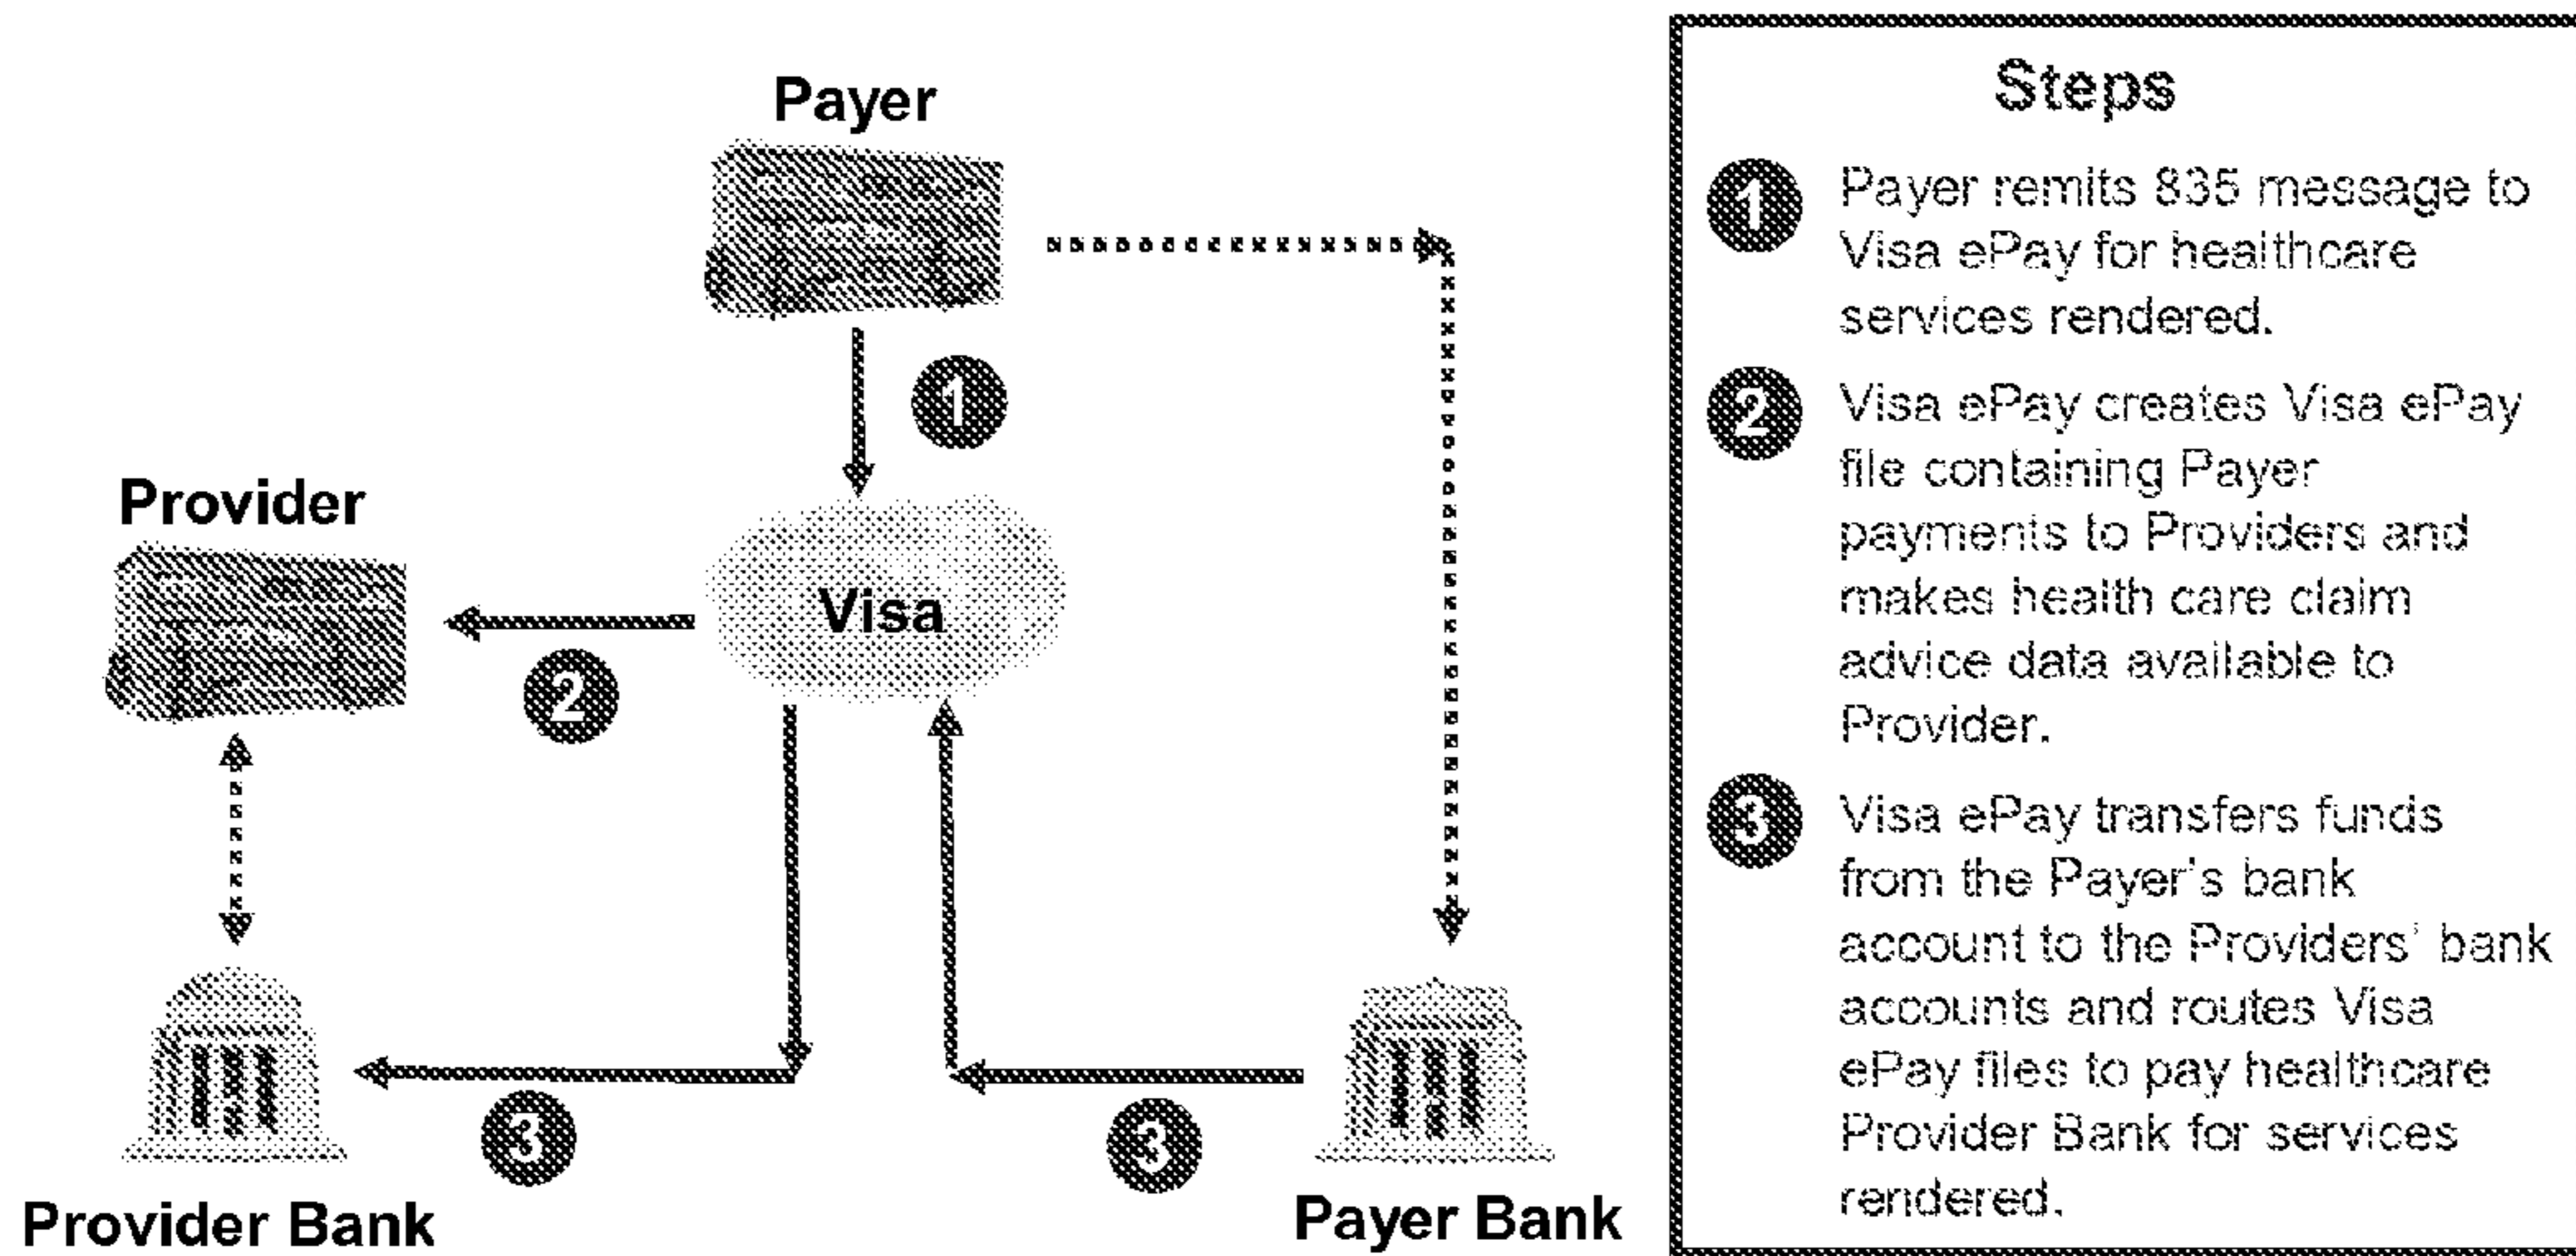 Payer
1
Provider
Visa
2
3
3
Provider Bank
Payer Bank
Steps
1 Payer remits 835 message to
Visa ePay for healthcare
services rendered.
2 Visa ePay creates Visa ePay
file containing Payer
payments to Providers and
makes health care claim
advice data available to
Provider.
3 Visa ePay transfers funds
from the Payer's bank
account to the Providers' bank
accounts and routes Visa
ePay files to pay healthcare
Provider Bank for services
rendered.